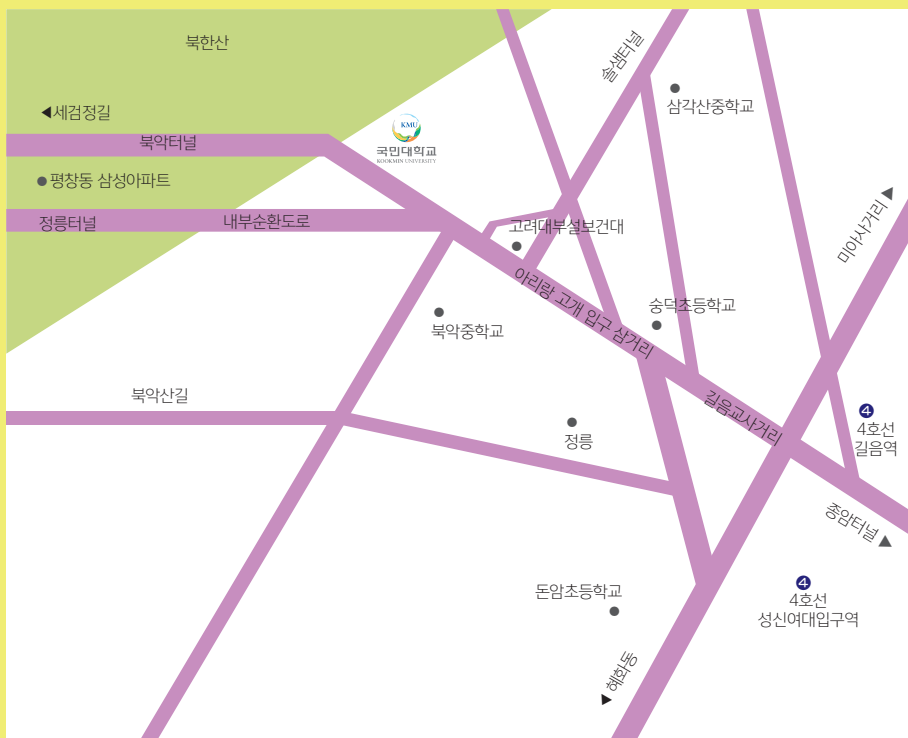 북한산
솔샘터널
◀세검정길
삼각산중학교
KMU
국민대학교
KOOKMIN UNIVERSITY
북악터널
평창동 삼성아파트
정릉터널
내부순환도로
고려대부설보건대
미아사거리 ▲
아리랑 고개 입구 삼거리
숭덕초등학교
북악중학교
북악산길
길음교사거리
정릉
4
4호선
길음역
종암터널 ▲
돈암초등학교
4
4호선
성신여대입구역
▼ 혜화동